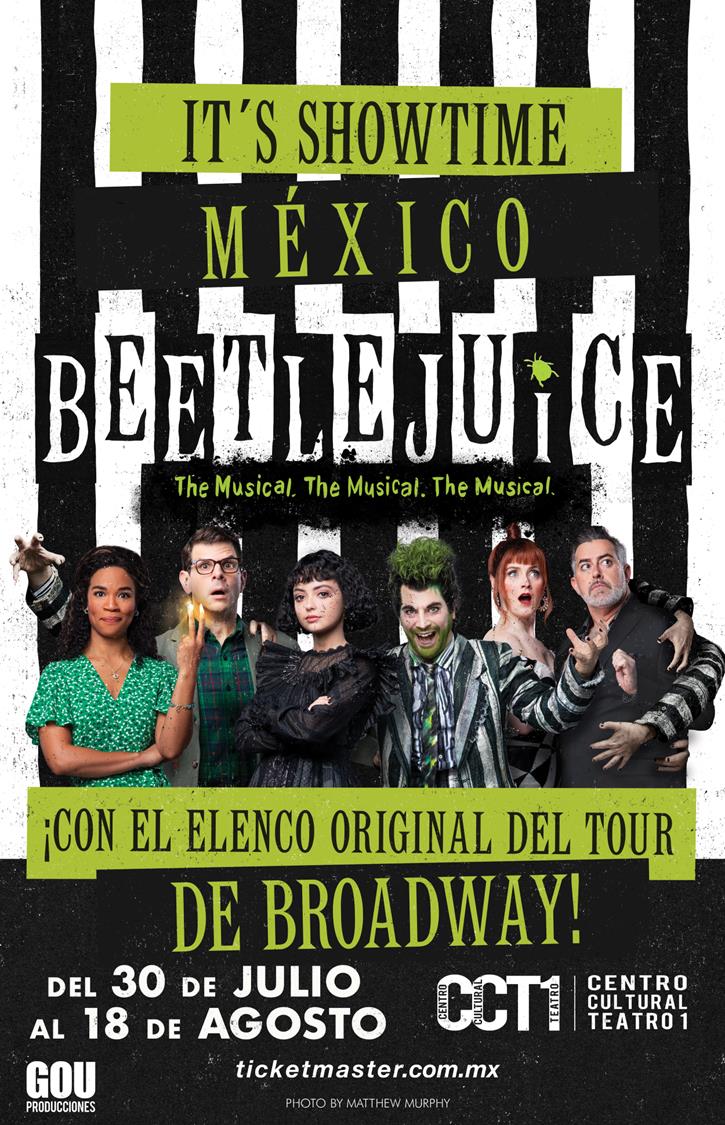 IT´S SHOWTIME
MÉXICO
BEETLEJUiCE
The Musical. The Musical. The Musical.
¡CON EL ELENCO ORIGINAL DEL TOUR
DE BROADWAY!
DEL 30 DE JULIO
AL 18 DE AGOSTO
CENTRO CULTURAL TEATRO
CCT1
CENTRO
CULTURAL
TEATRO 1
ticketmaster.com.mx
GOU
PRODUCCIONES
PHOTO BY MATTHEW MURPHY